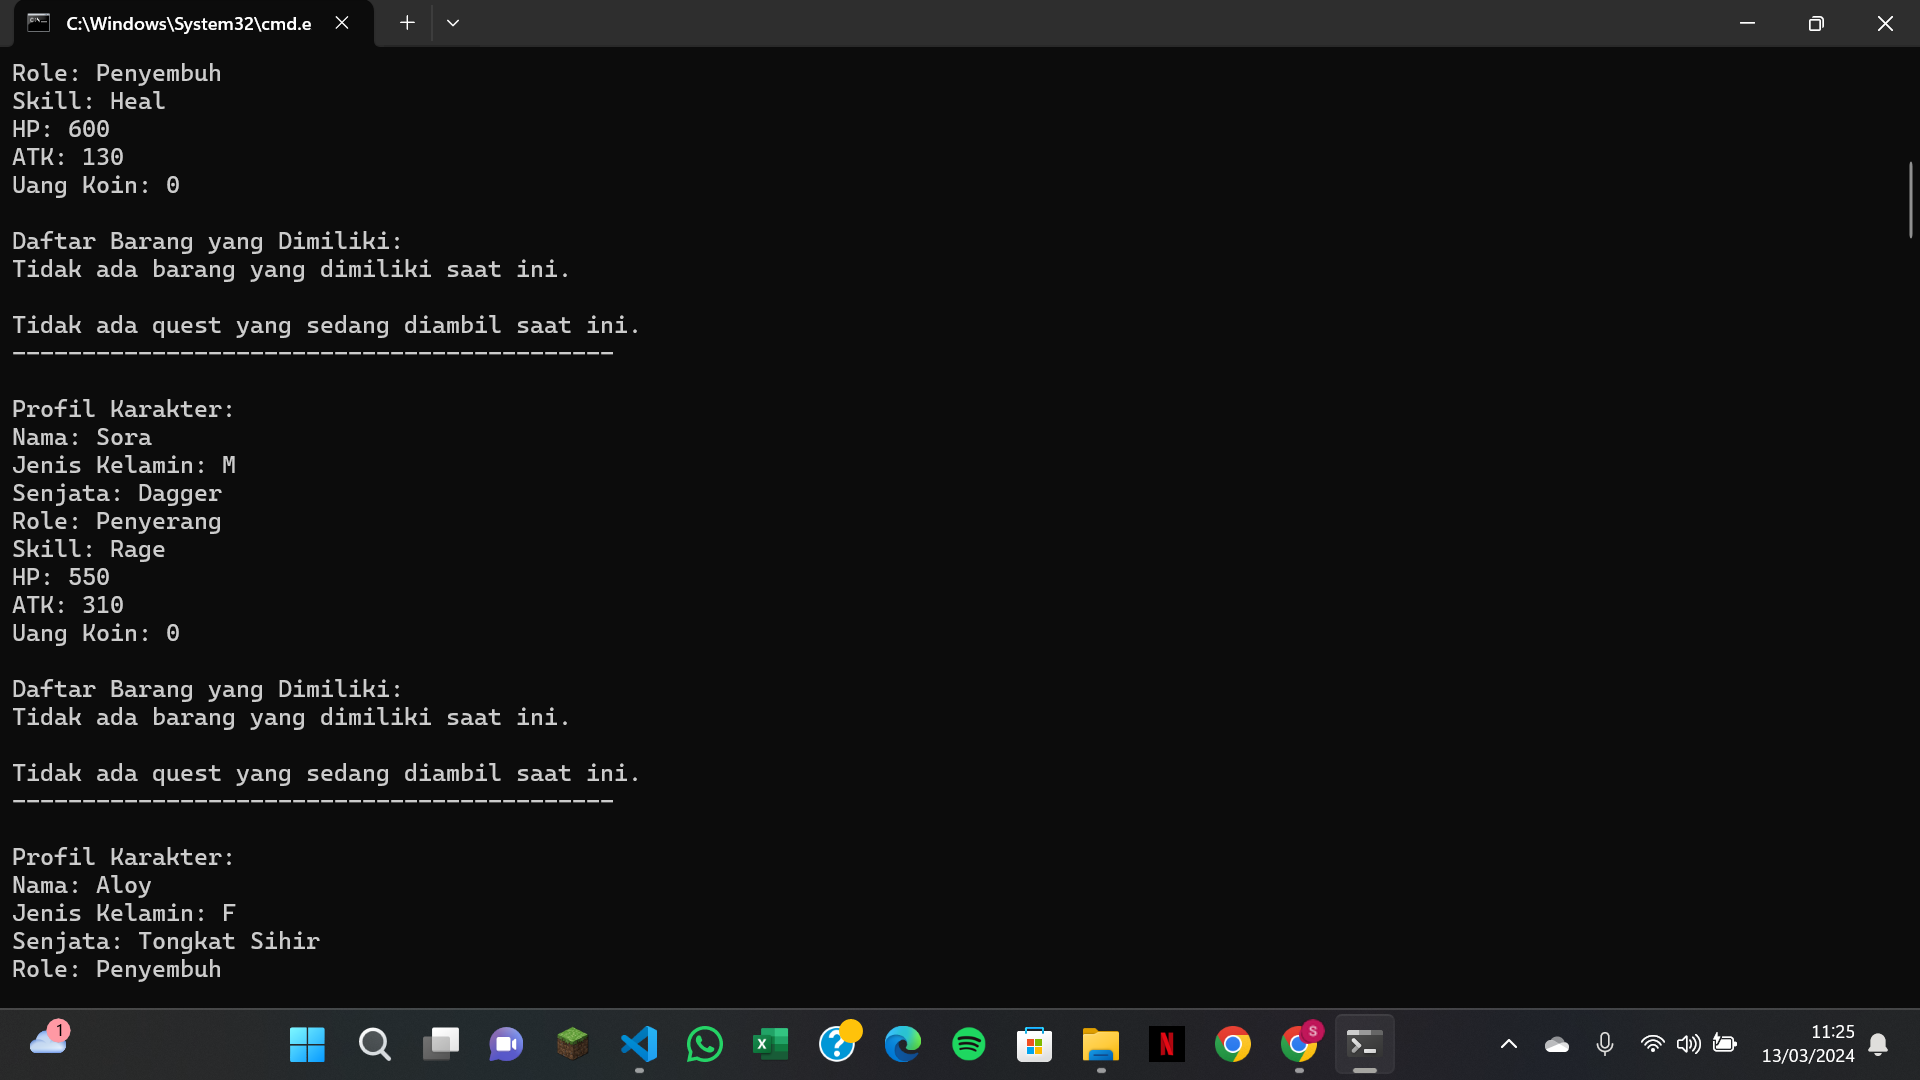 C:\Windows\System32\cmd.e
Role: Penyembuh
Skill: Heal
HP: 600
ATK: 130
Uang Koin: 0
Daftar Barang yang Dimiliki:
Tidak ada barang yang dimiliki saat ini.
Tidak ada quest yang sedang diambil saat ini.
-------------------------------------------
Profil Karakter:
Nama: Sora
Jenis Kelamin: M
Senjata: Dagger
Role: Penyerang
Skill: Rage
HP: 550
ATK: 310
Uang Koin: 0
Daftar Barang yang Dimiliki:
Tidak ada barang yang dimiliki saat ini.
Tidak ada quest yang sedang diambil saat ini.
-------------------------------------------
Profil Karakter:
Nama: Aloy
Jenis Kelamin: F
Senjata: Tongkat Sihir
Role: Penyembuh
1
S
11:25
13/03/2024